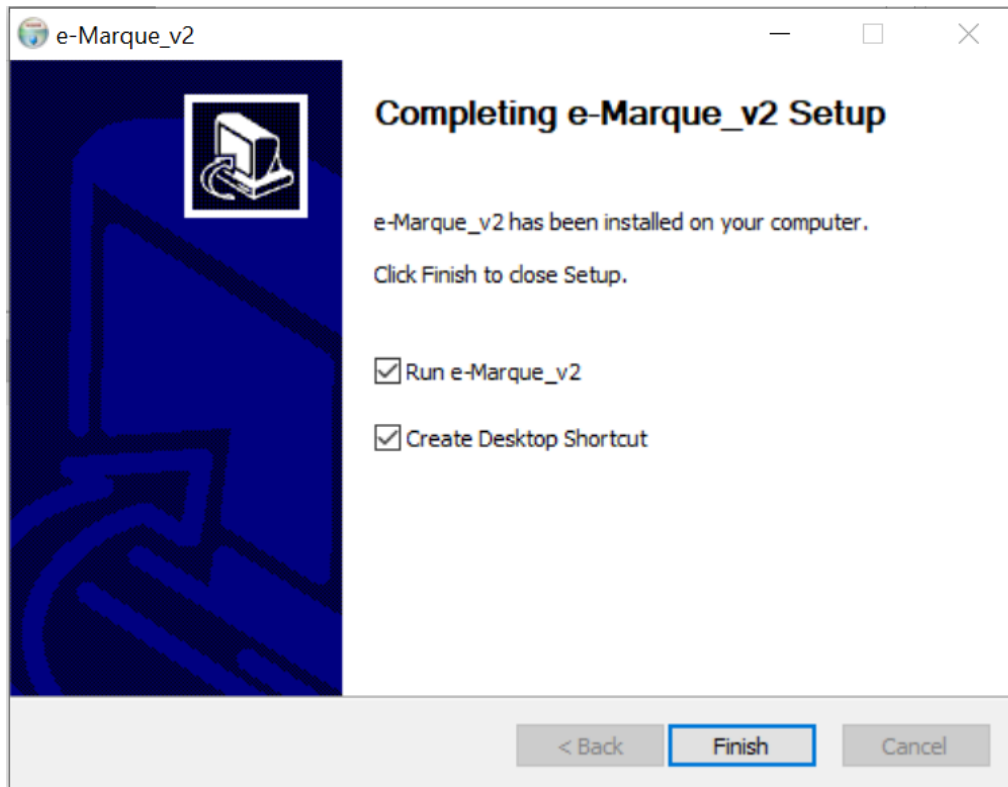 e-Marque_v2
Completing e-Marque_v2 Setup
e-Marque_v2 has been installed on your computer.
Click Finish to close Setup.
Run e-Marque_v2
Create Desktop Shortcut
< Back Finish Cancel